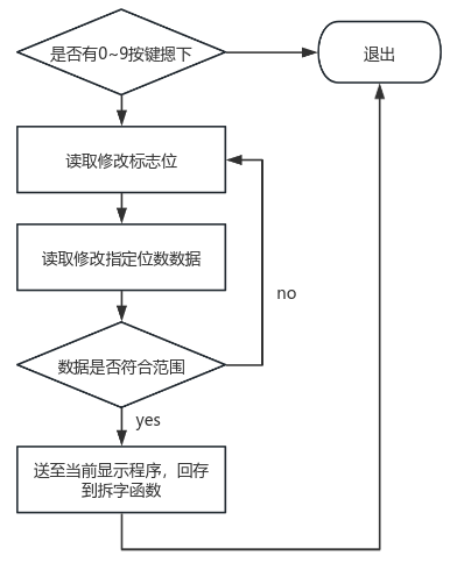 是否有0~9按键摁下
退出
读取修改标志位
读取修改指定位数数据
no
数据是否符合范围
yes
送至当前显示程序，回存
到拆字函数